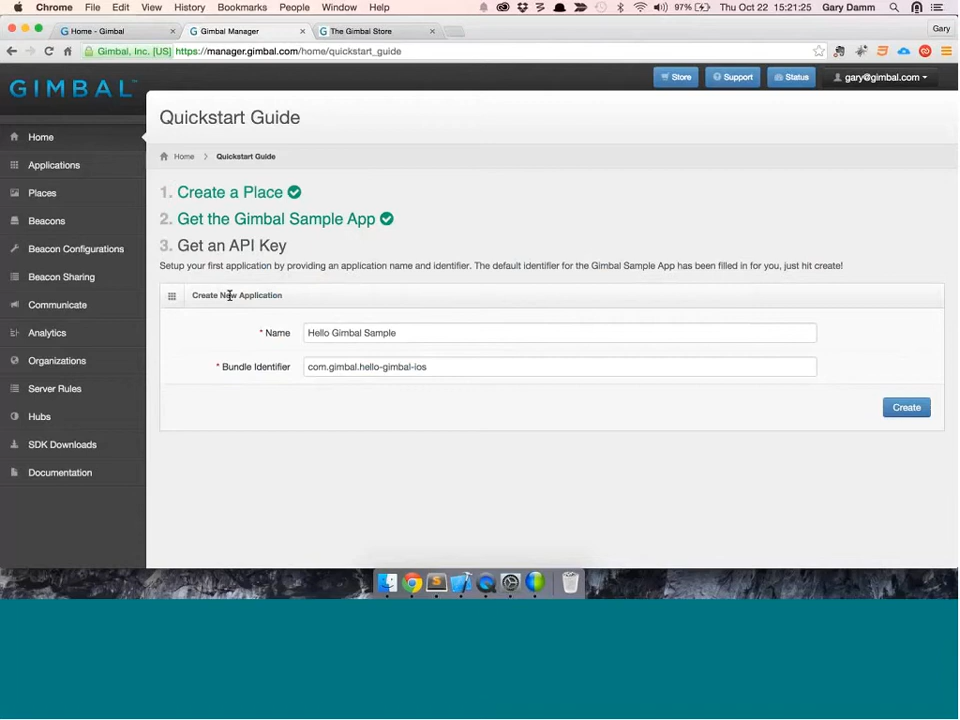 Chrome File Edit View History Bookmarks People Window Help 97% Thu Oct 22 15:21:25 Gary Damm
Home - Gimbal Gimbal Manager The Gimbal Store Gary
Gimbal, Inc. [US] https://manager.gimbal.com/home/quickstart_guide
GIMBAL
Store Support Status gary@gimbal.com
Quickstart Guide
Home
Home > Quickstart Guide
Applications
Places
Beacons
Beacon Configurations
Beacon Sharing
Communicate
Analytics
Organizations
Server Rules
Hubs
SDK Downloads
Documentation
1. Create a Place
2. Get the Gimbal Sample App
3. Get an API Key
Setup your first application by providing an application name and identifier. The default identifier for the Gimbal Sample App has been filled in for you, just hit create!
Create New Application
* Name Hello Gimbal Sample
* Bundle Identifier com.gimbal.hello-gimbal-ios
Create